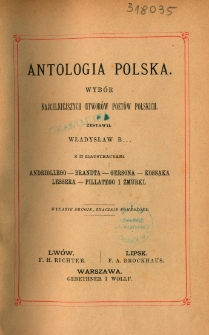 318035
ANTOLOGIA POLSKA.
WYBÓR
NAJCELNIEJSZYCH UTWORÓW POETÓW POLSKICH.
ZESTAWIŁ
WŁADYSŁAW B...
Z 17 ILLUSTRACYAMI
ANDRIOLLEGO — BRANDTA — GERSONA — KOSSAKA
LESSERA — PILLATEGO I ŻMURKI.
WYDANIE DRUGIE, ZNACZNIE POMNOŻONE.
LWÓW.
F. H. RICHTER.
LIPSK.
F. A. BROCKHAUS.
WARSZAWA.
GEBETHNER I WOLFF.